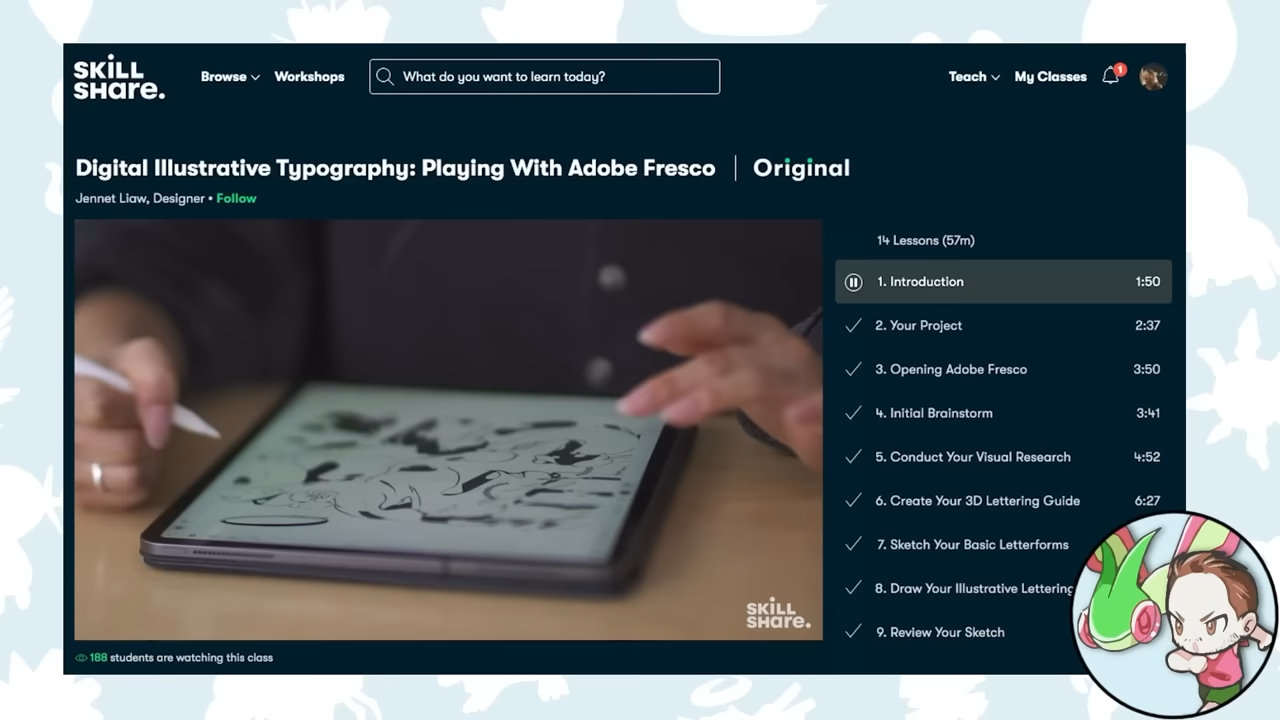 SKILL
SHare.
Browse
Workshops
What do you want to learn today?
Teach
My Classes
1
Digital Illustrative Typography: Playing With Adobe Fresco | Original
Jennet Liaw, Designer • Follow
14 Lessons (57m)
1. Introduction 1:50
2. Your Project 2:37
3. Opening Adobe Fresco 3:50
4. Initial Brainstorm 3:41
5. Conduct Your Visual Research 4:52
6. Create Your 3D Lettering Guide 6:27
7. Sketch Your Basic Letterforms
8. Draw Your Illustrative Lettering
9. Review Your Sketch
SKILL
SHare.
188 students are watching this class